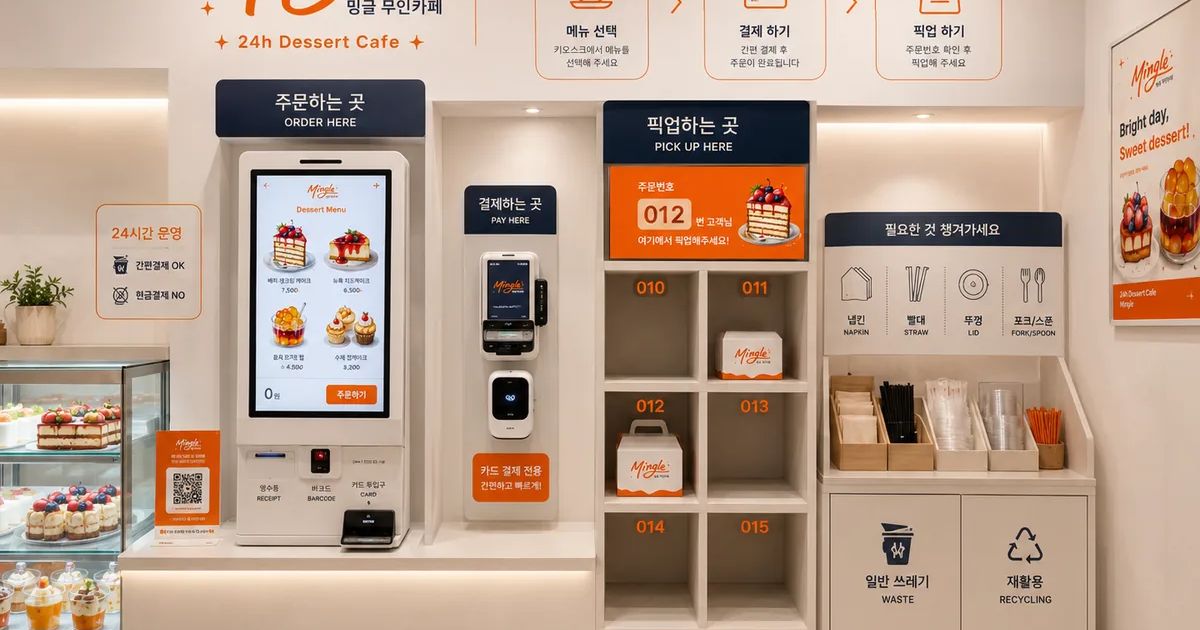 밍글 무인카페
24h Dessert Cafe
메뉴 선택
키오스크에서 메뉴를
선택해 주세요
결제 하기
간편 결제 후
주문이 완료됩니다
픽업 하기
주문번호 확인 후
픽업해 주세요
주문하는 곳
ORDER HERE
24시간 운영
간편결제 OK
현금결제 NO
Mingle
Dessert Menu
7,500
6,500
4,500
3,200
0원
주문하기
Mingle
RECEIPT
BARCODE
카드 투입구
CARD
결제하는 곳
PAY HERE
Mingle
카드 결제 전용
간편하고 빠르게!
픽업하는 곳
PICK UP HERE
주문번호
012 번 고객님
여기에서 픽업해주세요!
010
011
Mingle
012
013
Mingle
014
015
필요한 것 챙겨가세요
냅킨
NAPKIN
빨대
STRAW
뚜껑
LID
포크/스푼
FORK/SPOON
일반 쓰레기
WASTE
재활용
RECYCLING
Mingle
Bright day,
Sweet dessert!
24h Dessert Cafe
Mingle